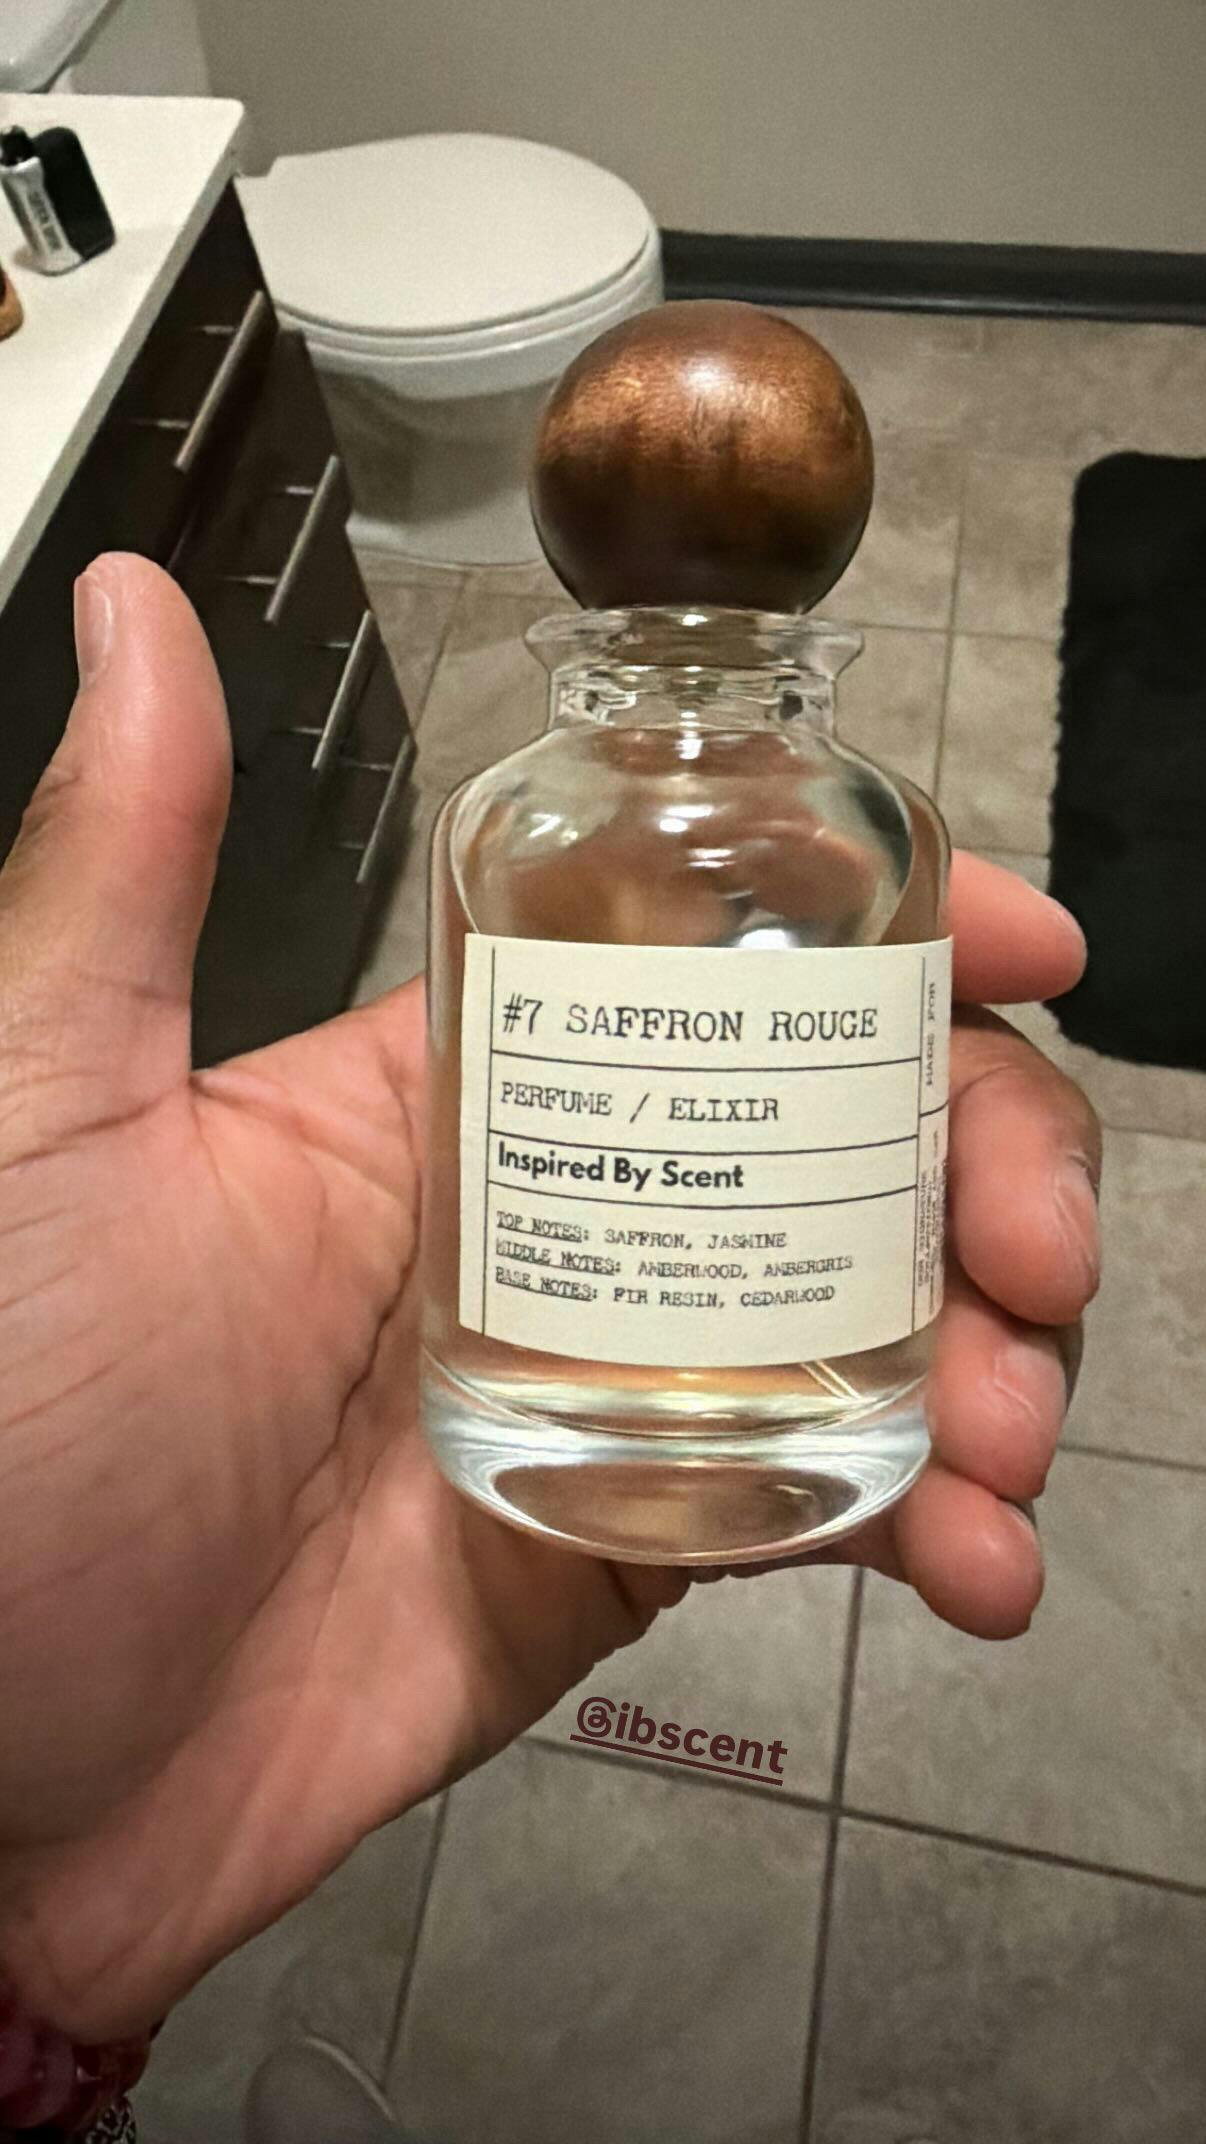 #7 SAFFRON ROUGE
PERFUME / ELIXIR
Inspired By Scent
TOP NOTES: SAFFRON, JASMINE
MIDDLE NOTES: AMBERWOOD, AMBERGRIS
BASE NOTES: FIR RESIN, CEDARWOOD
MADE FOR
@ibscent